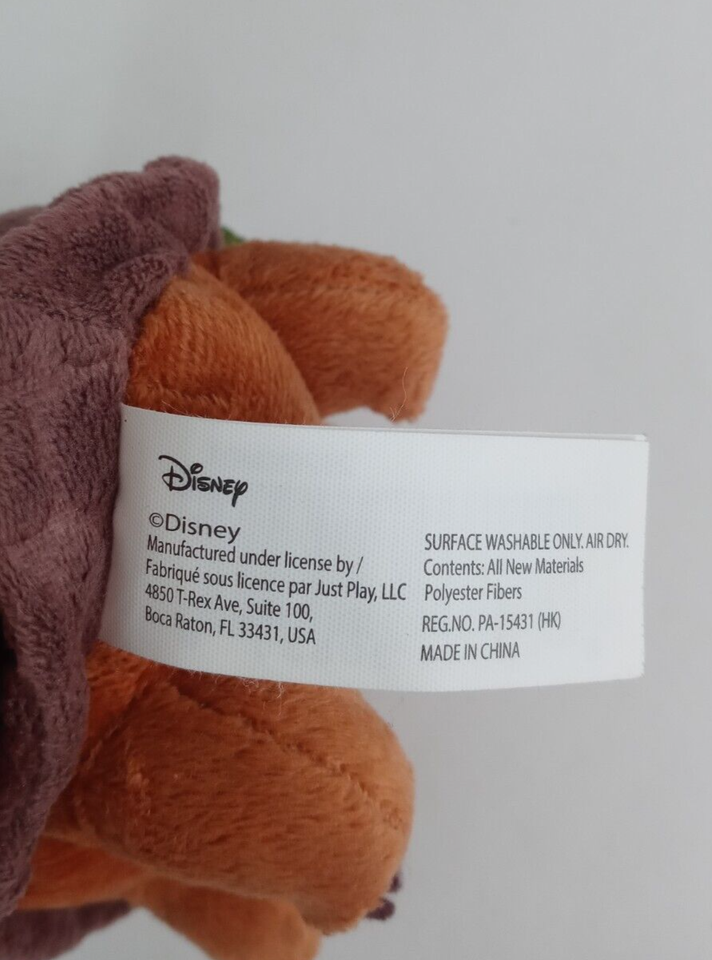 Disney
©Disney
Manufactured under license by /
Fabriqué sous licence par Just Play, LLC
4850 T-Rex Ave, Suite 100,
Boca Raton, FL 33431, USA
SURFACE WASHABLE ONLY. AIR DRY.
Contents: All New Materials
Polyester Fibers
REG.NO. PA-15431 (HK)
MADE IN CHINA